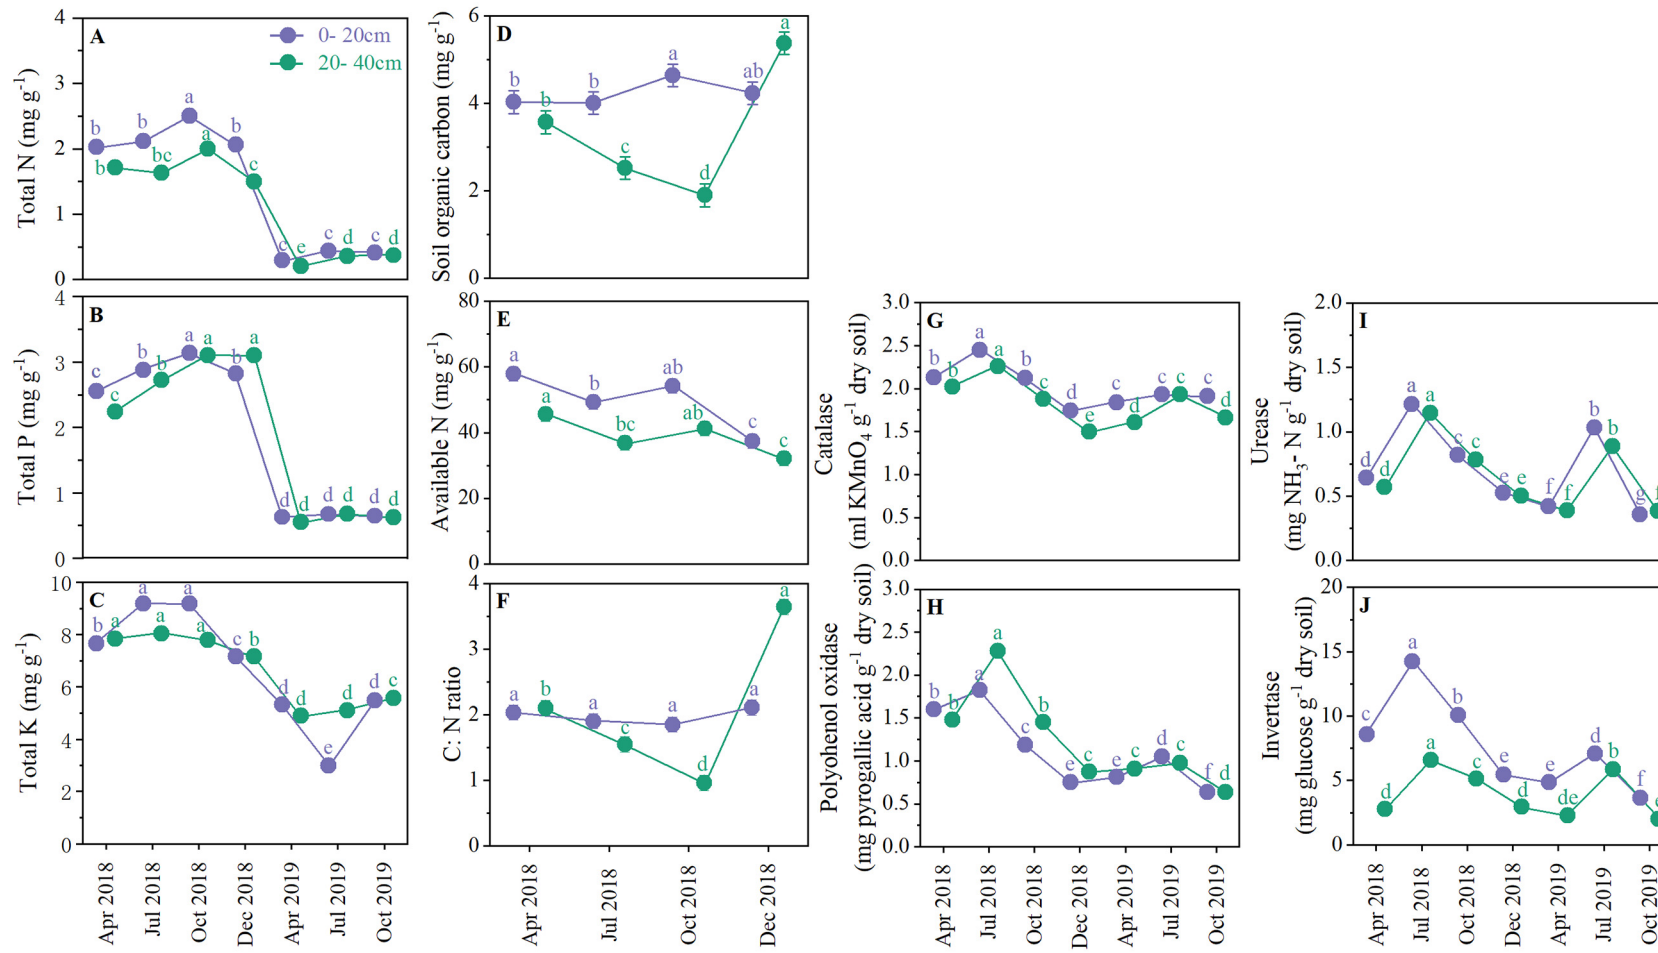 A
0- 20cm
20- 40cm
Total N (mg g-1)
4
3
2
1
0
b
b
a
b
c
c
c
b
bc
a
c
e
d
d
B
Total P (mg g-1)
4
3
2
1
0
c
b
a
b
d
d
d
c
b
a
a
d
d
d
C
Total K (mg g-1)
10
8
6
4
2
0
b
a
a
c
d
e
d
a
a
a
b
d
d
c
Apr 2018
Jul 2018
Oct 2018
Dec 2018
Apr 2019
Jul 2019
Oct 2019
D
Soil organic carbon (mg g-1)
6
4
2
0
b
b
a
ab
b
c
d
a
E
Available N (mg g-1)
80
60
40
20
0
a
b
ab
c
a
bc
ab
c
F
C: N ratio
4
3
2
1
0
a
a
a
a
b
c
d
a
Apr 2018
Jul 2018
Oct 2018
Dec 2018
G
Catalase
(ml KMnO4 g-1 dry soil)
3.0
2.5
2.0
1.5
1.0
0.5
0.0
b
a
b
d
c
c
c
b
a
c
e
d
c
d
H
Polyohenol oxidase
(mg pyrogallic acid g-1 dry soil)
3.0
2.5
2.0
1.5
1.0
0.5
0.0
b
a
c
e
e
d
f
b
a
b
c
c
c
d
Apr 2018
Jul 2018
Oct 2018
Dec 2018
Apr 2019
Jul 2019
Oct 2019
I
Urease
(mg NH3- N g-1 dry soil)
2.0
1.5
1.0
0.5
0.0
d
a
c
e
f
b
g
d
a
c
e
f
b
J
Invertase
(mg glucose g-1 dry soil)
20
15
10
5
0
c
a
b
e
e
d
f
d
a
c
d
de
b
Apr 2018
Jul 2018
Oct 2018
Dec 2018
Apr 2019
Jul 2019
Oct 2019